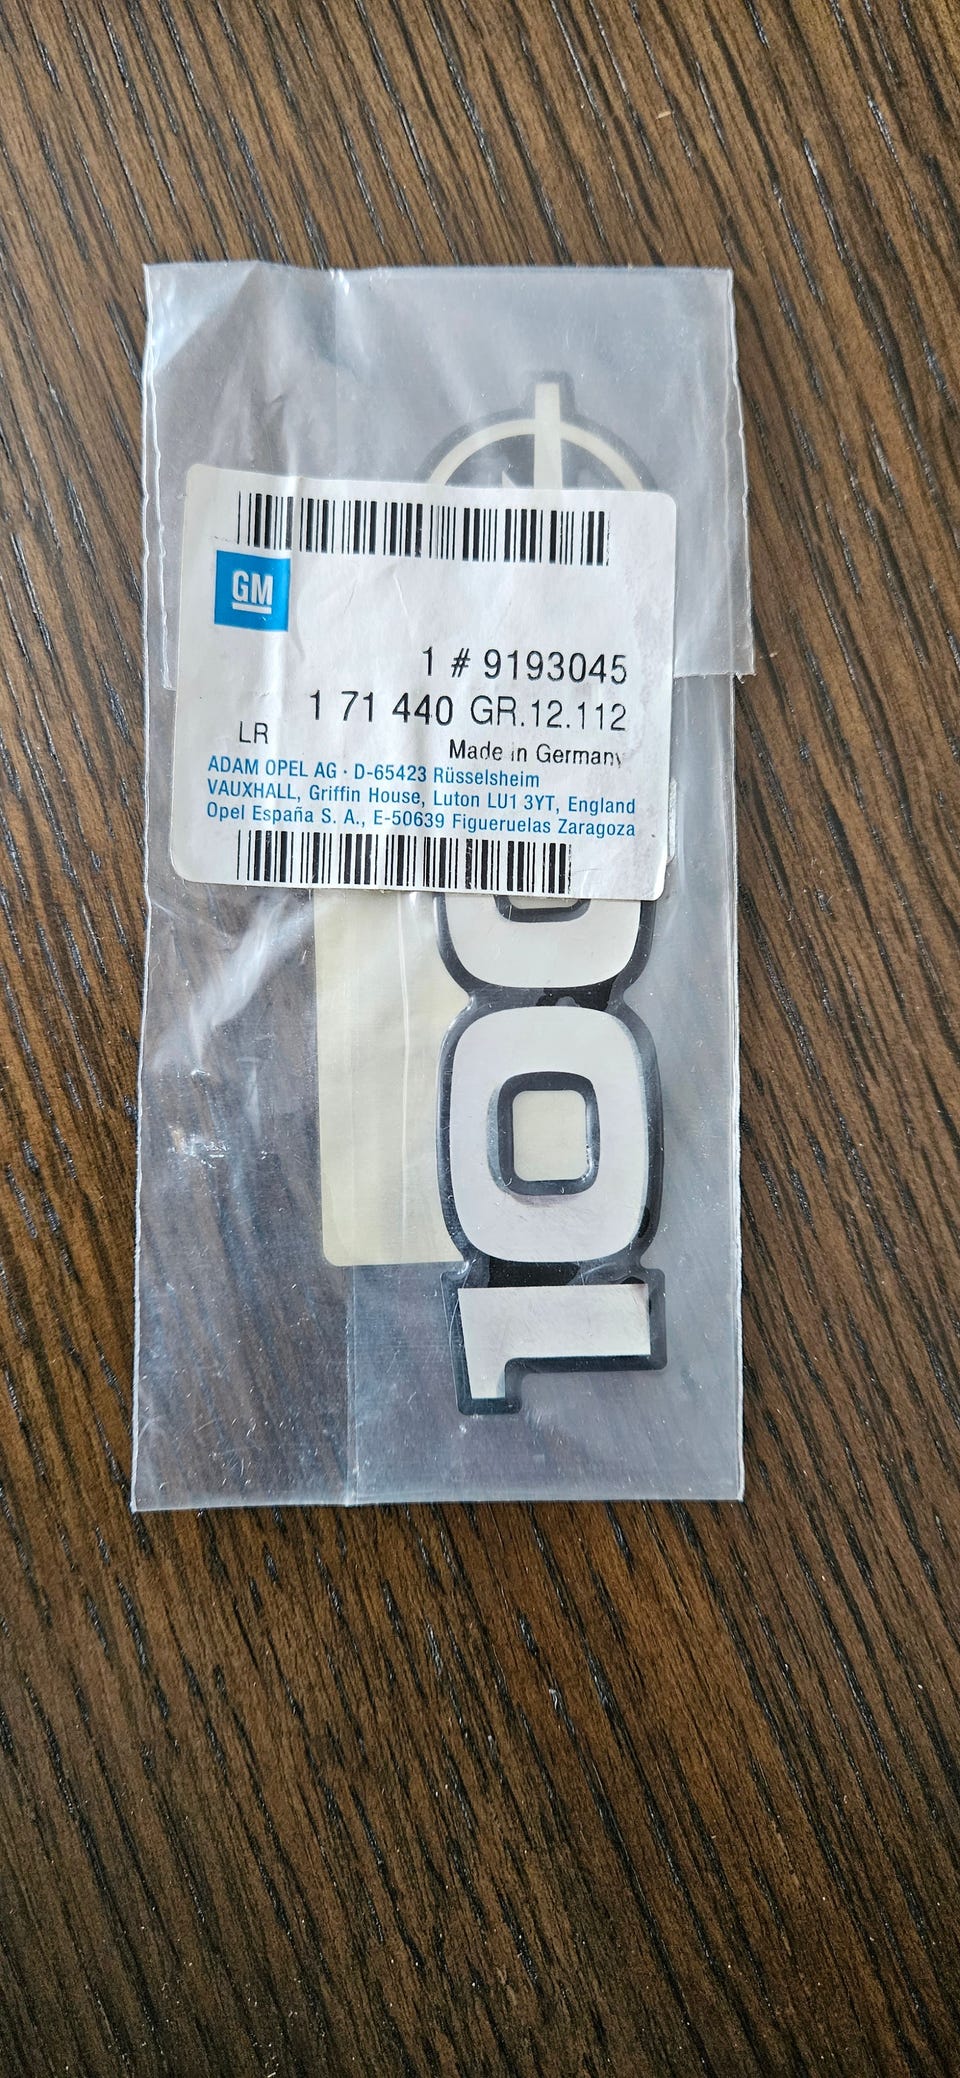 GM
1 # 9193045
1 71 440 GR.12.112
LR
Made in Germany
ADAM OPEL AG · D-65423 Rüsselsheim
VAUXHALL, Griffin House, Luton LU1 3YT, England
Opel España S. A., E-50639 Figueruelas Zaragoza
100